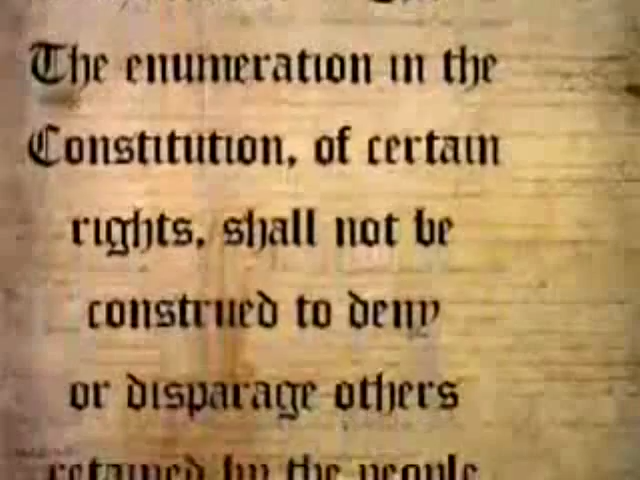 The enumeration in the
Constitution, of certain
rights, shall not be
construed to deny
or disparage others
retained by the people